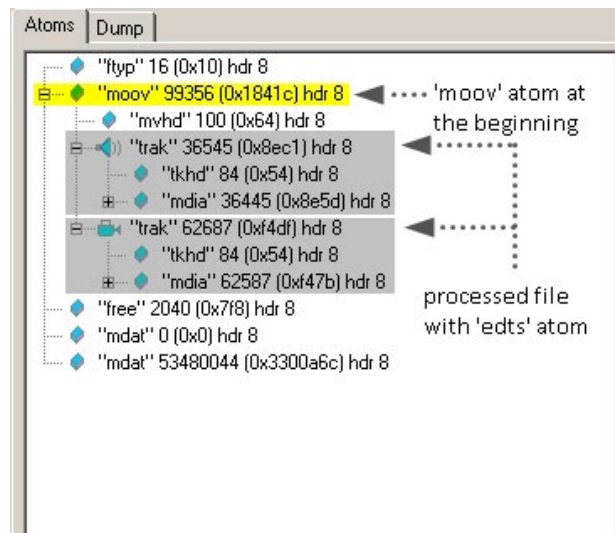 Atoms Dump
"ftyp" 16 (0x10) hdr 8
"moov" 99356 (0x1841c) hdr 8
'moov' atom at
the beginning
"mvhd" 100 (0x64) hdr 8
"trak" 36545 (0x8ec1) hdr 8
"tkhd" 84 (0x54) hdr 8
"mdia" 36445 (0x8e5d) hdr 8
"trak" 62687 (0xf4df) hdr 8
"tkhd" 84 (0x54) hdr 8
"mdia" 62587 (0xf47b) hdr 8
processed file
with 'edts' atom
"free" 2040 (0x7f8) hdr 8
"mdat" 0 (0x0) hdr 8
"mdat" 53480044 (0x3300a6c) hdr 8